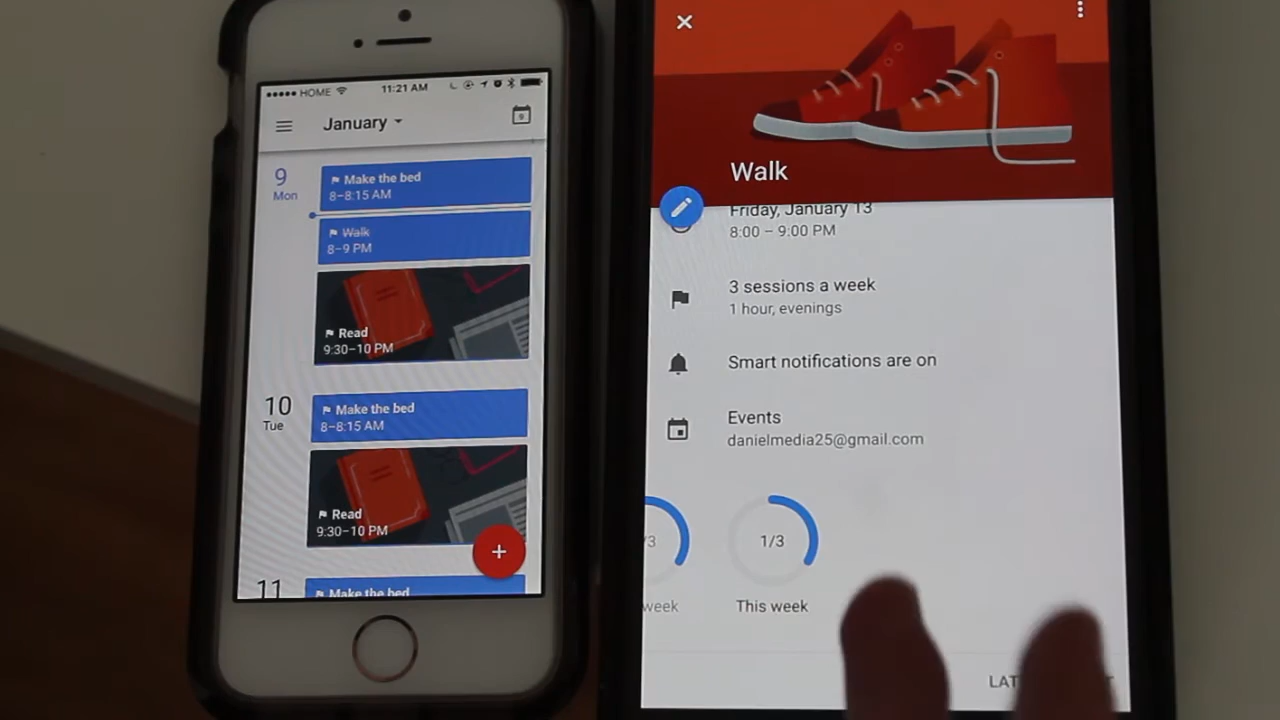 HOME
11:21 AM
January
9
9
Mon
Make the bed
8–8:15 AM
Walk
8–9 PM
Read
9:30–10 PM
10
Tue
Make the bed
8–8:15 AM
Read
9:30–10 PM
11
Make the bed
Walk
Friday, January 13
8:00 – 9:00 PM
3 sessions a week
1 hour, evenings
Smart notifications are on
Events
danielmedia25@gmail.com
/3
1/3
week
This week